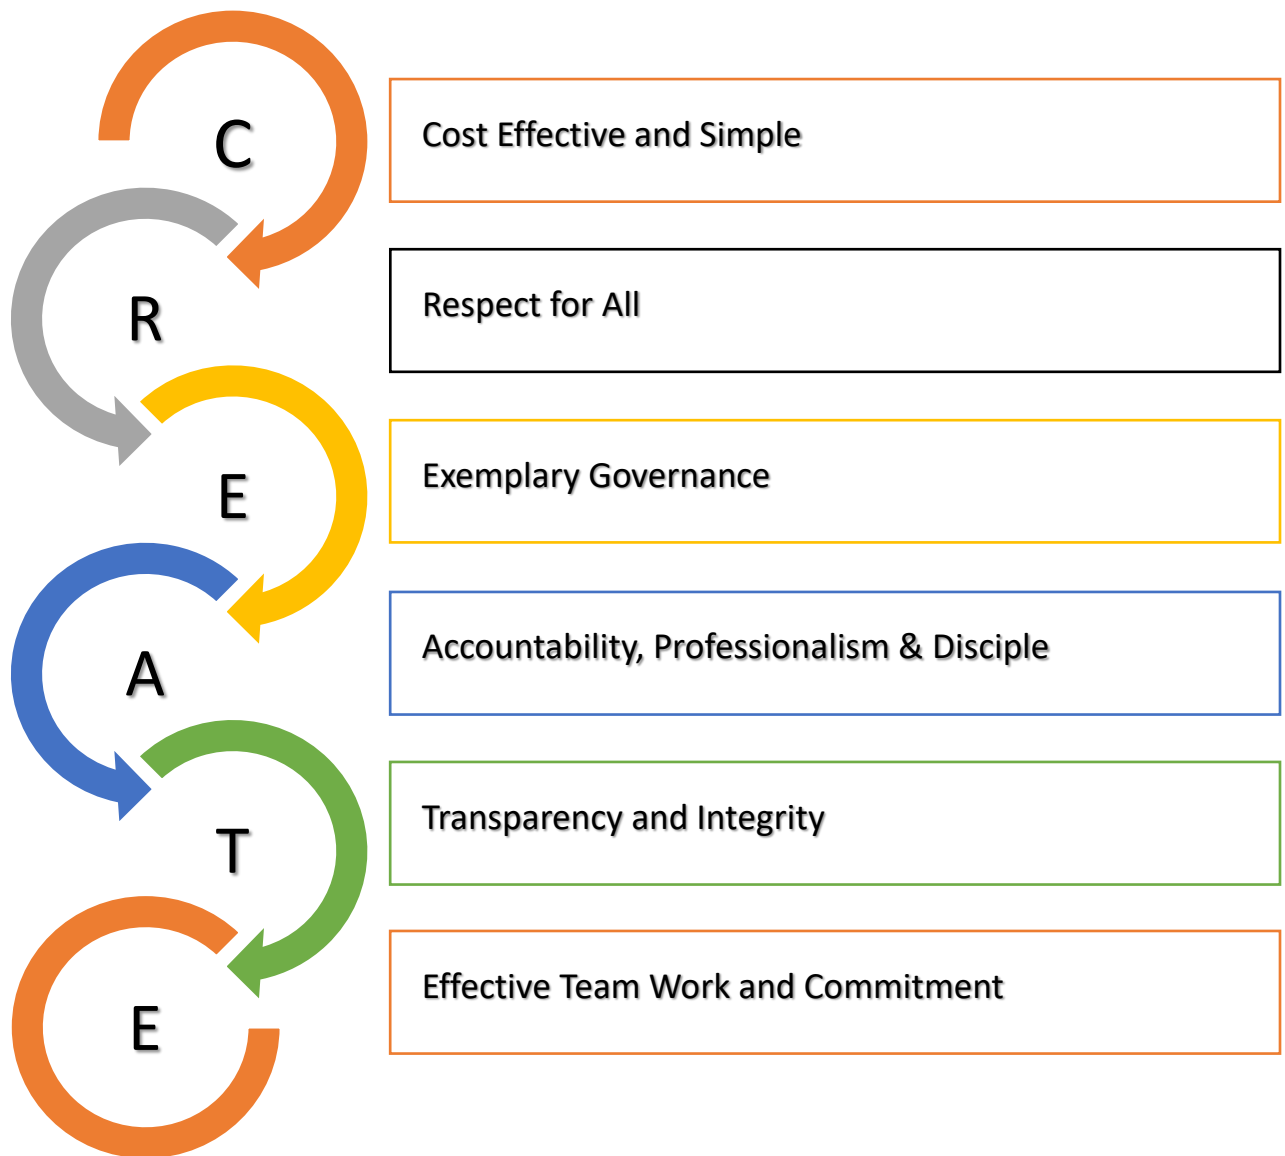 C
Cost Effective and Simple
R
Respect for All
E
Exemplary Governance
A
Accountability, Professionalism & Disciple
T
Transparency and Integrity
E
Effective Team Work and Commitment